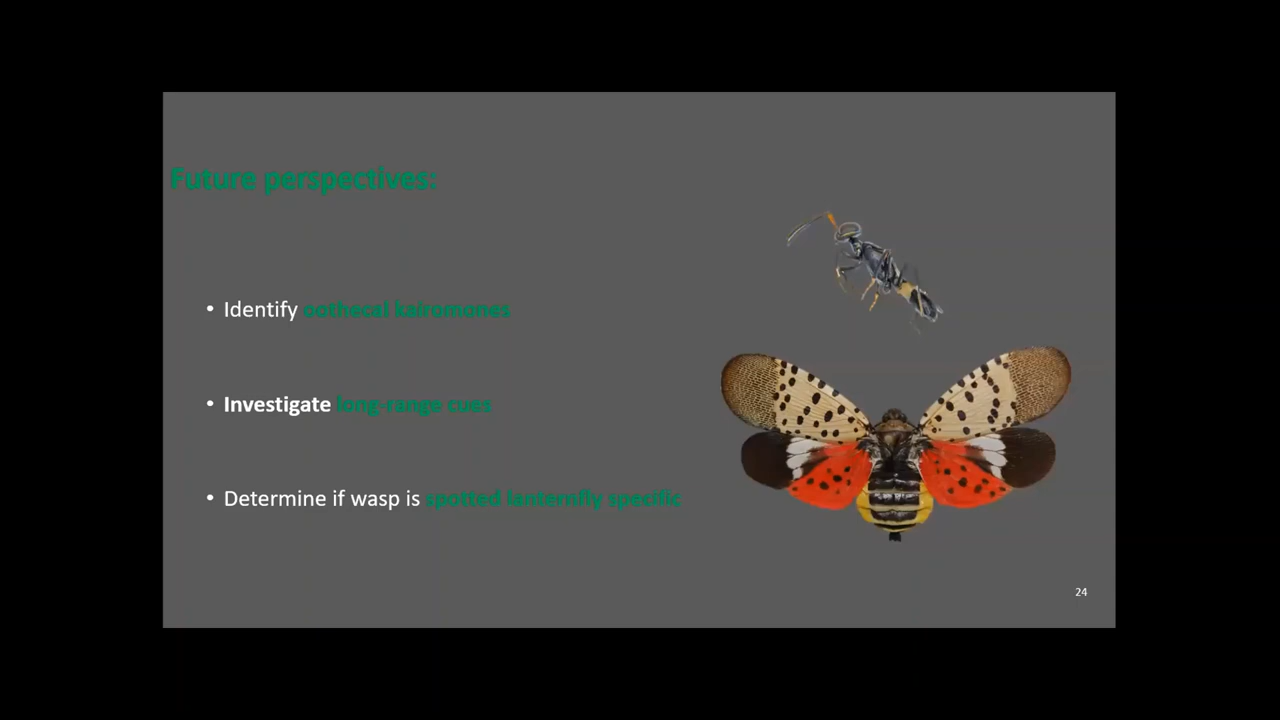 Future perspectives:
• Identify oothecal kairomones
• Investigate long-range cues
• Determine if wasp is spotted lanternfly specific
24